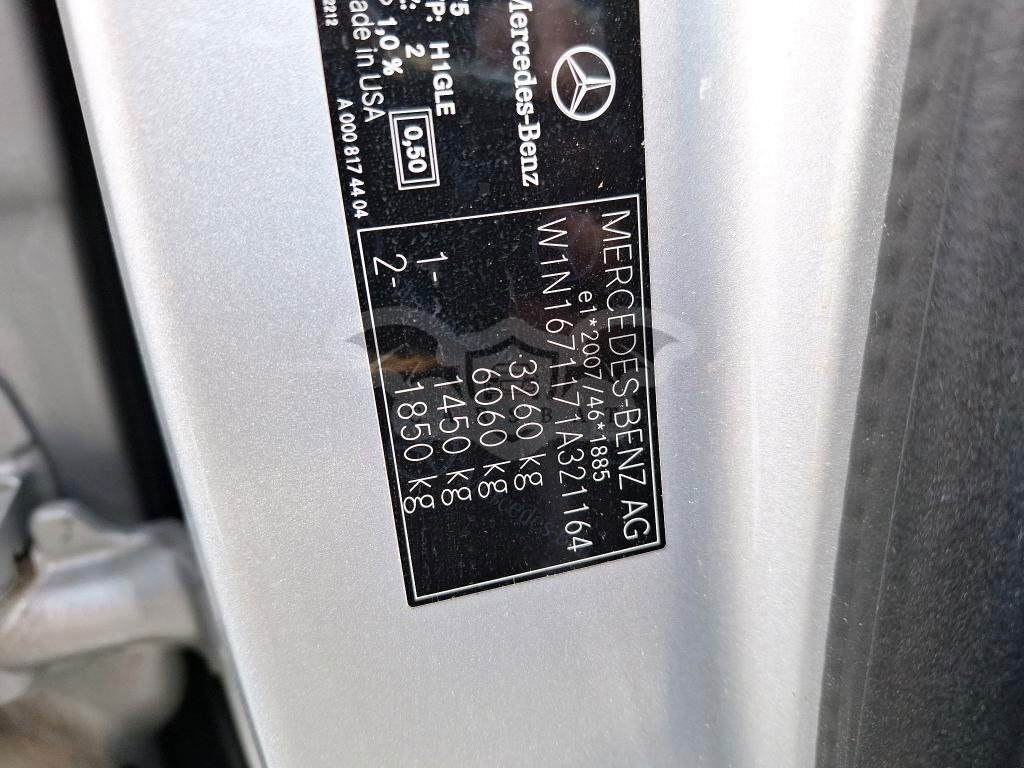 Mercedes-Benz
H1GLE
2
1,0 %
0,50
ade in USA
2212
A 000 817 44 04
MERCEDES-BENZ AG
e1*2007/46*1885
W1N1671171A321164
3260 kg
6060 kg
1- 1450 kg
2- 1850 kg